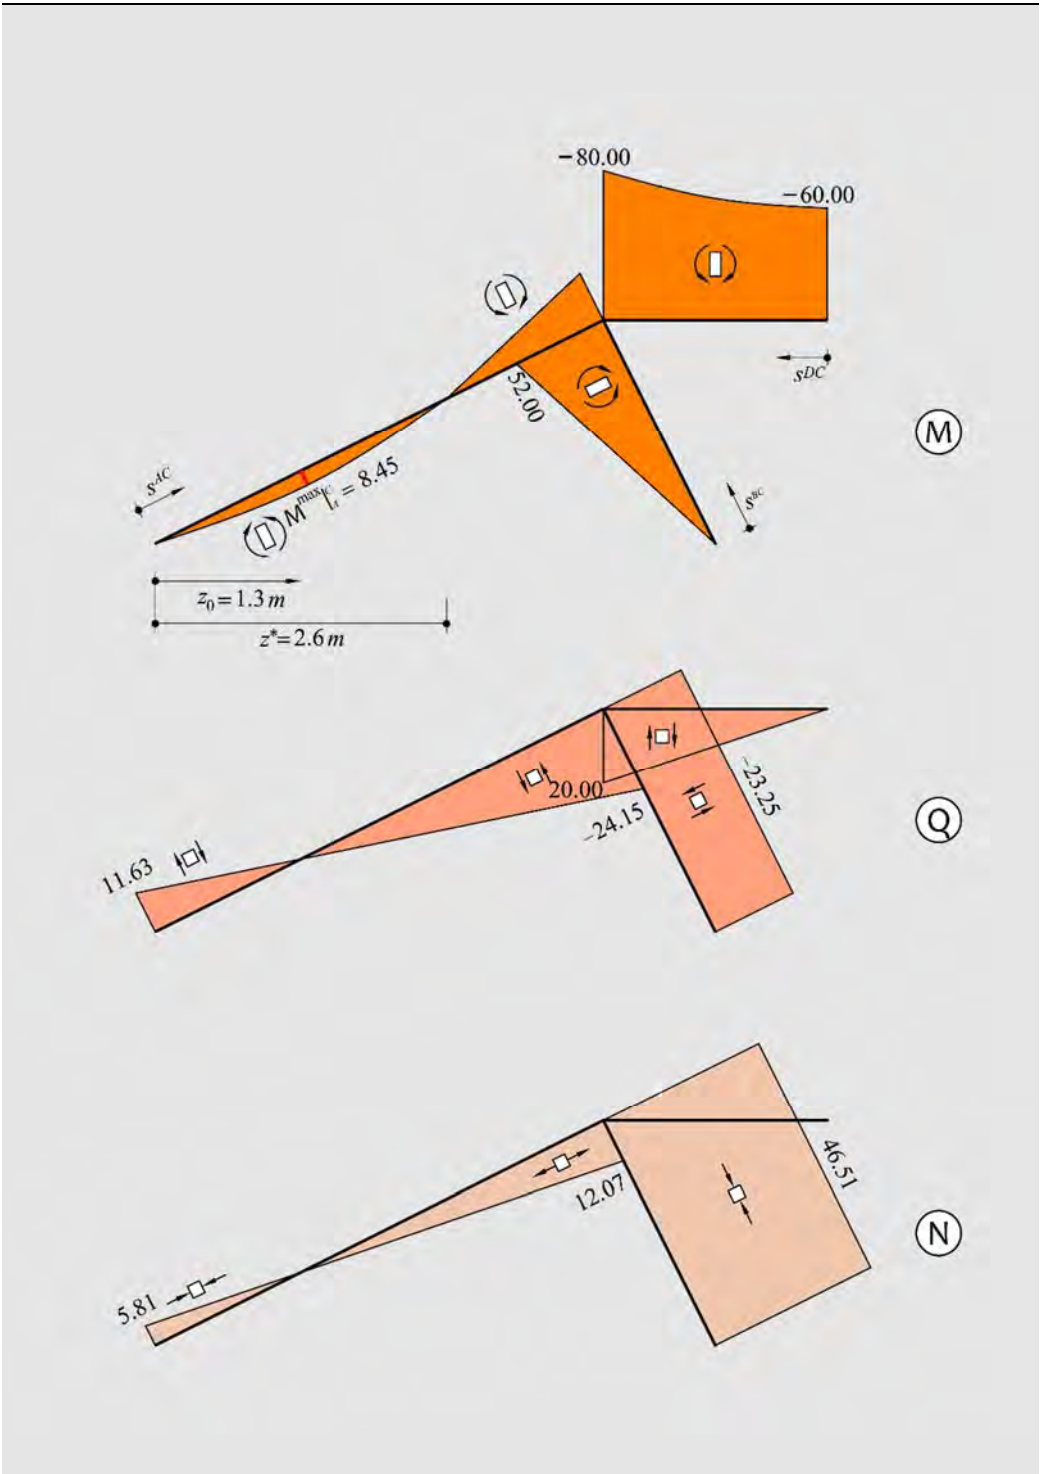 −80.00
−60.00
s^{DC}
52.00
M
s^{AC}
M^{max}|_{s}^{C} = 8.45
s^{BC}
z₀ = 1.3 m
z* = 2.6 m
−23.25
20.00
−24.15
Q
11.63
46.51
12.07
N
5.81